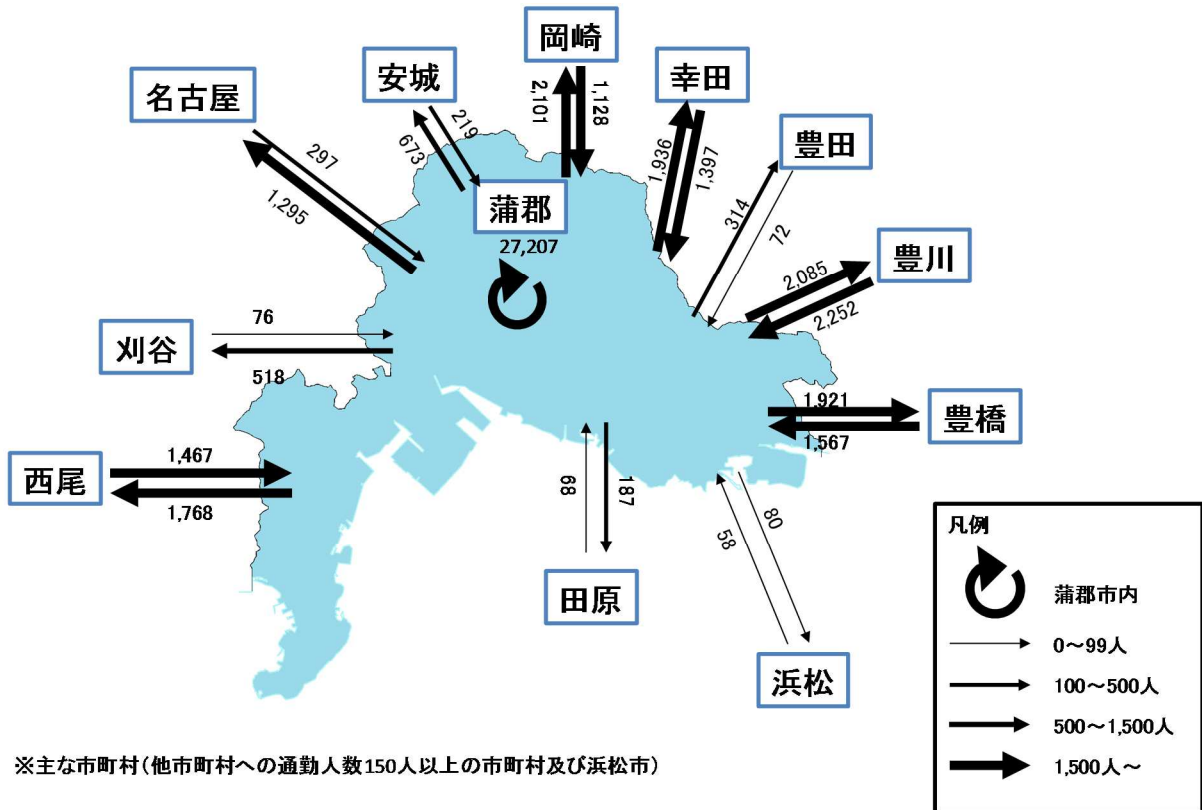 岡崎
安城
幸田
名古屋
2,101
1,128
219
673
豊田
1,936
1,397
297
1,295
蒲郡
27,207
314
72
豊川
2,085
2,252
76
刈谷
518
1,921
豊橋
1,567
西尾
1,467
1,768
68
187
80
58
田原
浜松
凡例
蒲郡市内
0～99人
100～500人
500～1,500人
1,500人～
※主な市町村(他市町村への通勤人数150人以上の市町村及び浜松市)